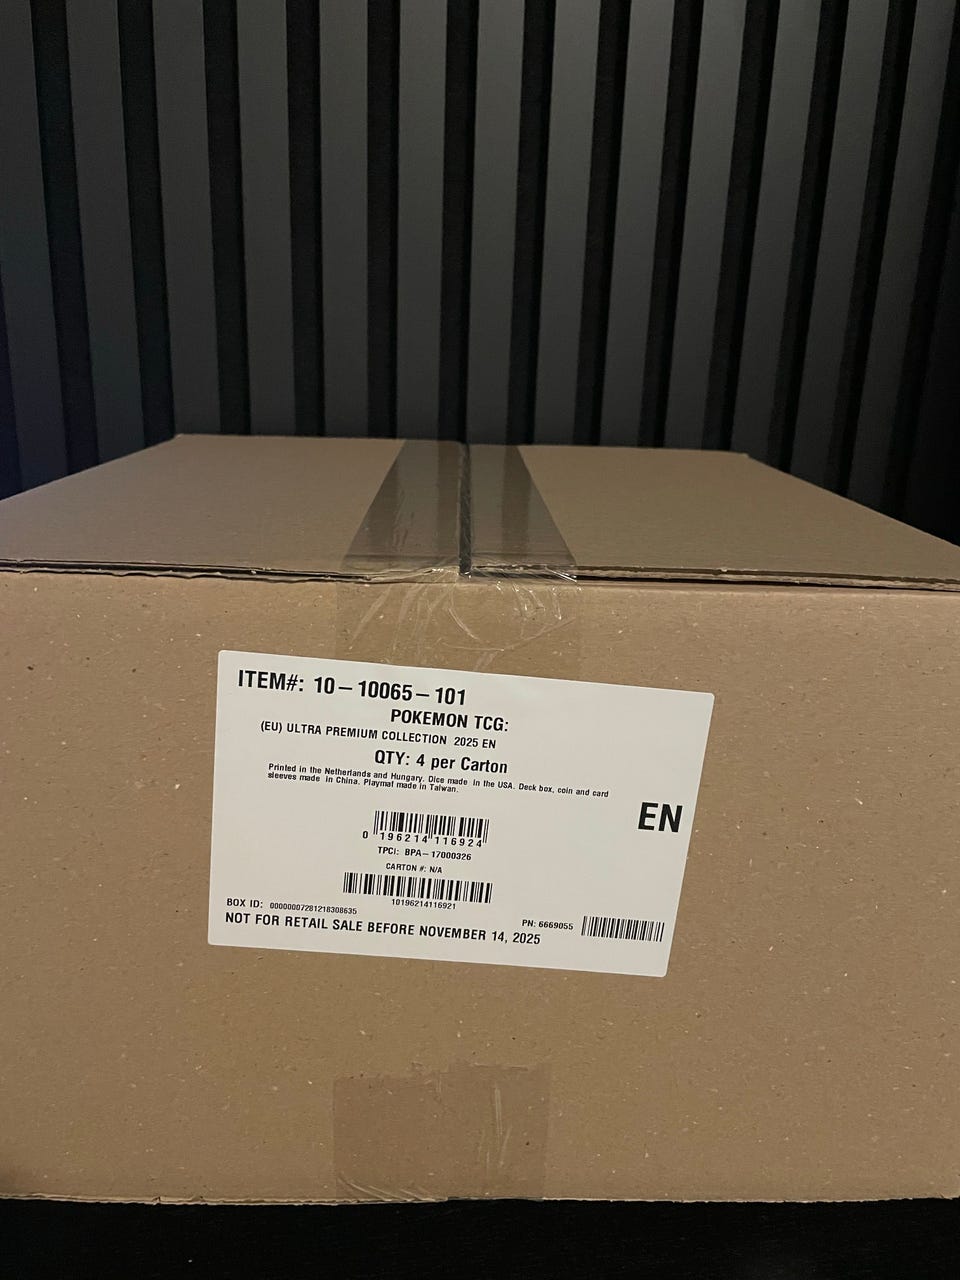 ITEM#: 10-10065-101
POKEMON TCG:
(EU) ULTRA PREMIUM COLLECTION 2025 EN
QTY: 4 per Carton
Printed in the Netherlands and Hungary. Dice made in the USA. Deck box, coin and card
sleeves made in China. Playmat made in Taiwan.
EN
0 196214 116924
TPCi: BPA-17000326
CARTON #: N/A
10196214116921
BOX ID: 00000007281218308635
PN: 6669055
NOT FOR RETAIL SALE BEFORE NOVEMBER 14, 2025